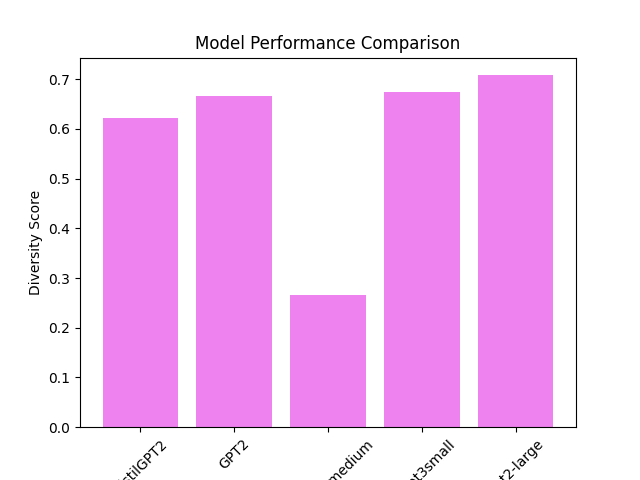 Model Performance Comparison
Diversity Score
0.7
0.6
0.5
0.4
0.3
0.2
0.1
0.0
stilGPT2
GPT2
medium
t3small
t2-large